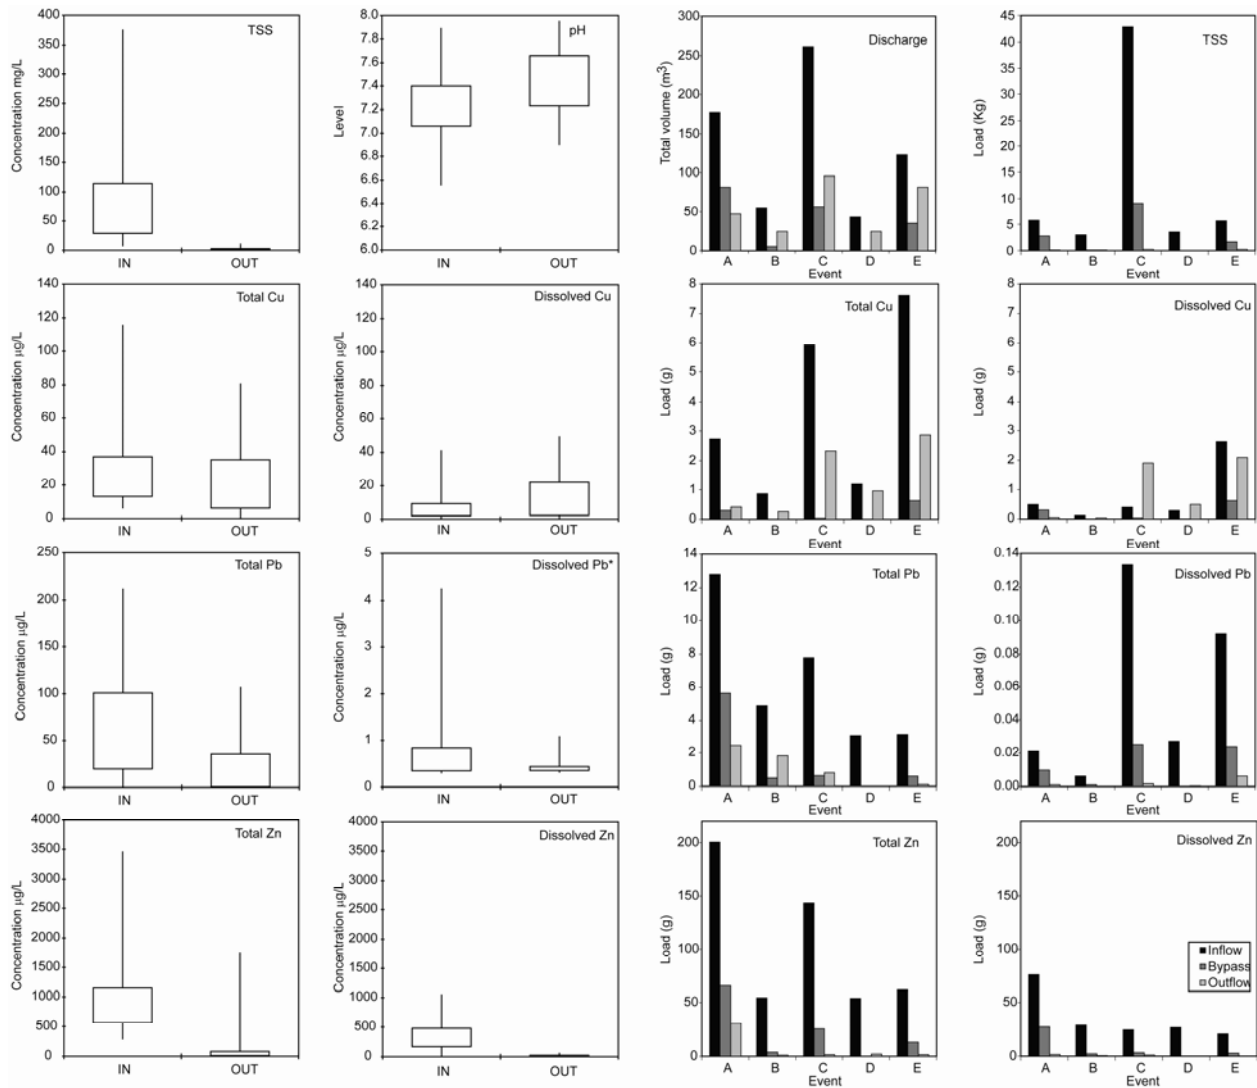 TSS
Concentration mg/L
400
350
300
250
200
150
100
50
0
IN OUT
pH
Level
8.0
7.8
7.6
7.4
7.2
7.0
6.8
6.6
6.4
6.2
6.0
IN OUT
Discharge
Total volume (m³)
300
250
200
150
100
50
0
A B C D E
Event
TSS
Load (Kg)
45
40
35
30
25
20
15
10
5
0
A B C D E
Event
Total Cu
Concentration µg/L
140
120
100
80
60
40
20
0
IN OUT
Dissolved Cu
Concentration µg/L
140
120
100
80
60
40
20
0
IN OUT
Total Cu
Load (g)
8
7
6
5
4
3
2
1
0
A B C D E
Event
Dissolved Cu
Load (g)
8
7
6
5
4
3
2
1
0
A B C D E
Event
Total Pb
Concentration µg/L
250
200
150
100
50
0
IN OUT
Dissolved Pb*
Concentration µg/L
5
4
3
2
1
0
IN OUT
Total Pb
Load (g)
14
12
10
8
6
4
2
0
A B C D E
Event
Dissolved Pb
Load (g)
0.14
0.12
0.10
0.08
0.06
0.04
0.02
0.00
A B C D E
Event
Total Zn
Concentration µg/L
4000
3500
3000
2500
2000
1500
1000
500
0
IN OUT
Dissolved Zn
Concentration µg/L
4000
3500
3000
2500
2000
1500
1000
500
0
IN OUT
Total Zn
Load (g)
200
150
100
50
0
A B C D E
Event
Dissolved Zn
Load (g)
200
150
100
50
0
A B C D E
Event
Inflow
Bypass
Outflow